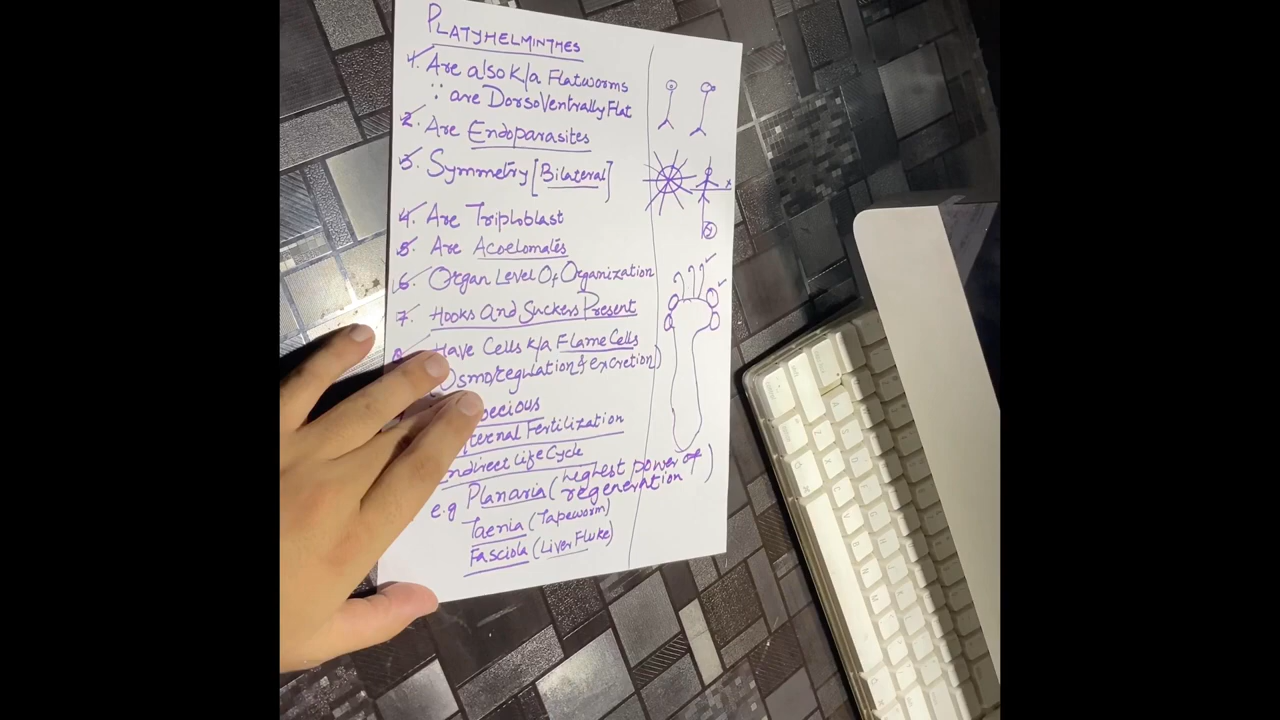 PLATYHELMINTHES
1. Are also k/a Flatworms
∵ are DorsoVentrally Flat
2. Are Endoparasites
3. Symmetry [Bilateral]
4. Are Triploblast
5. Are Acoelomates
6. Organ Level Of Organization
7. Hooks And Suckers Present
Have Cells k/a Flame Cells
Osmoregulation & excretion)
oecious
ternal Fertilization
Indirect Life Cycle
e.g Planaria (highest power of
regeneration)
Taenia (Tapeworm)
Fasciola (Liver Fluke)
x
y